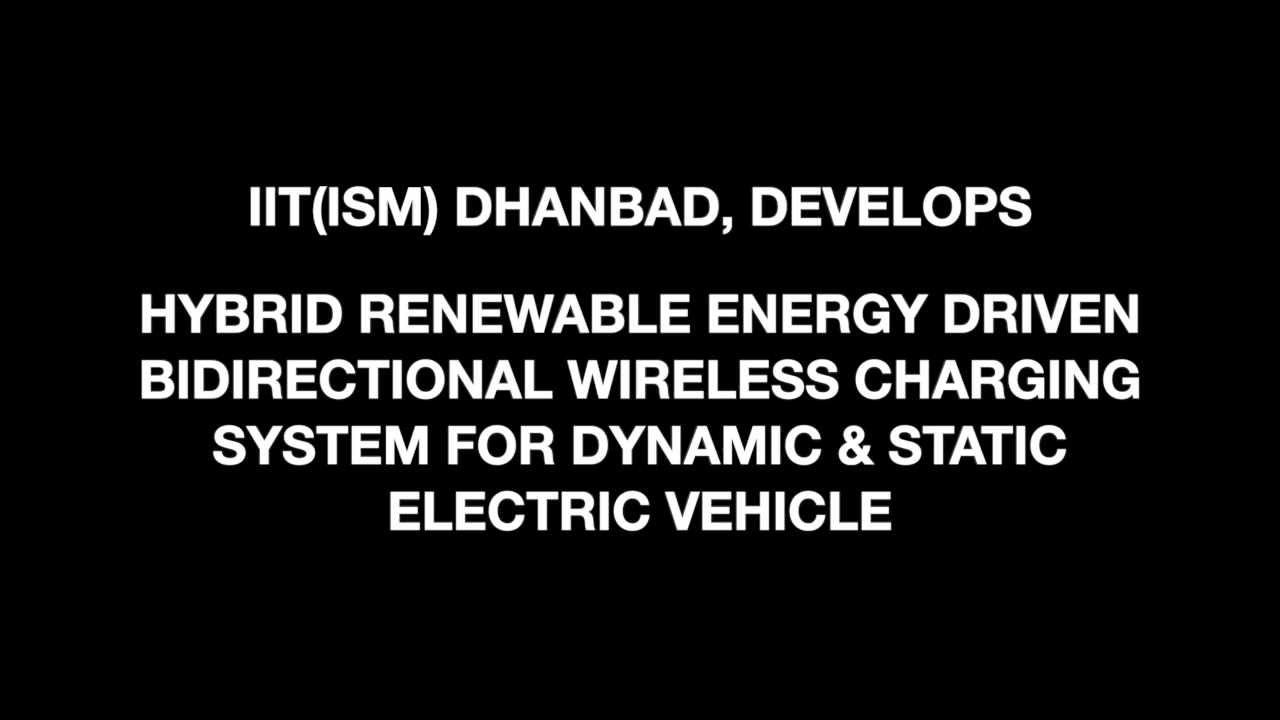 IIT(ISM) DHANBAD, DEVELOPS
HYBRID RENEWABLE ENERGY DRIVEN
BIDIRECTIONAL WIRELESS CHARGING
SYSTEM FOR DYNAMIC & STATIC
ELECTRIC VEHICLE